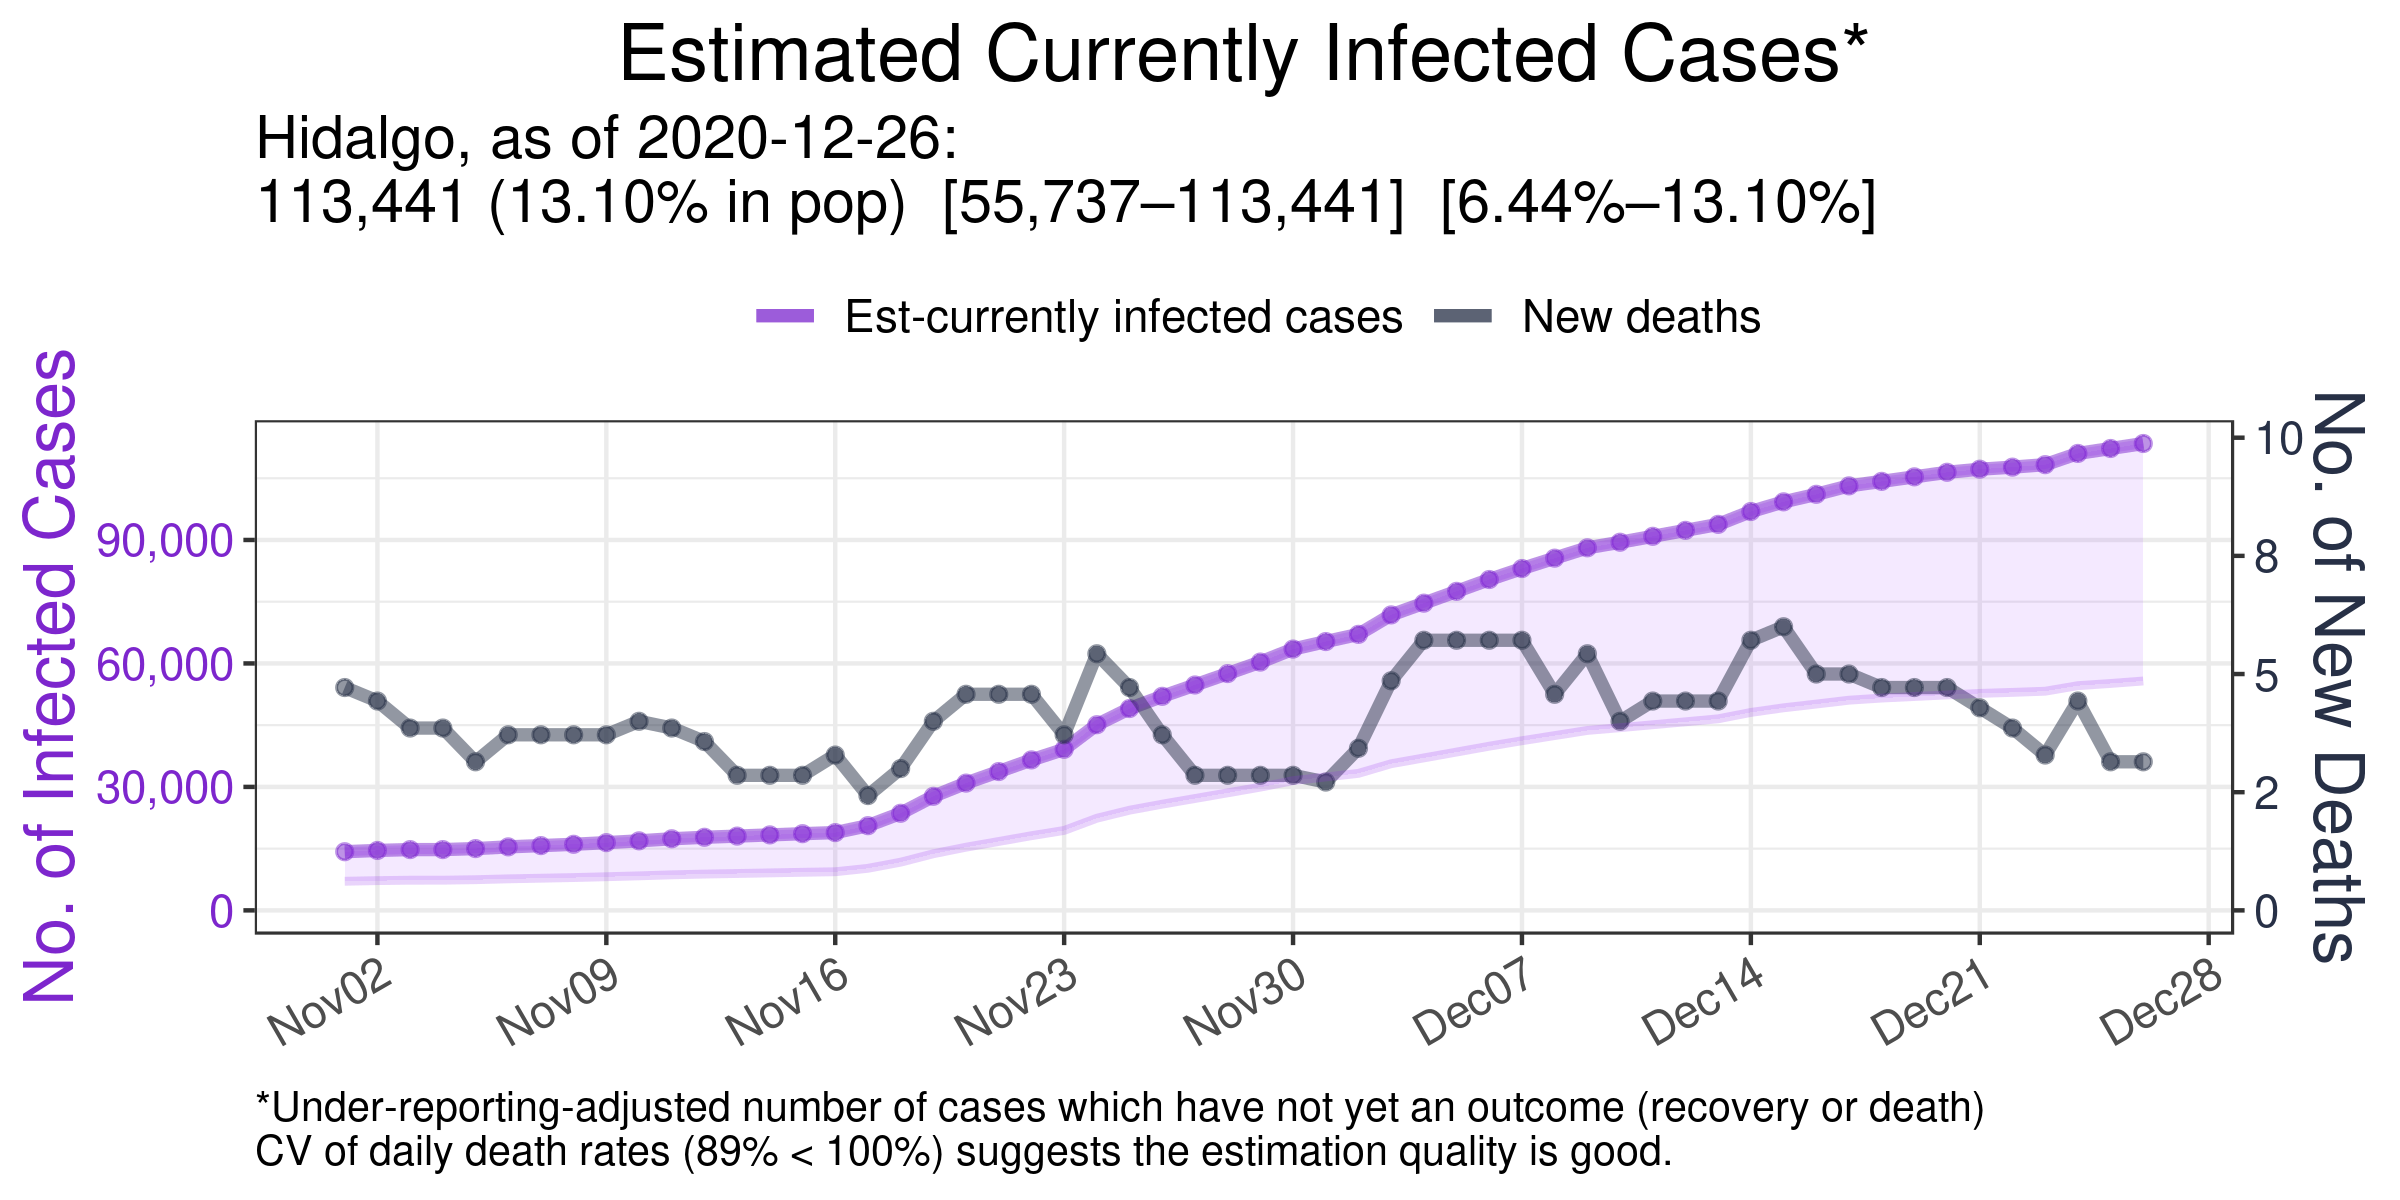 Estimated Currently Infected Cases*
Hidalgo, as of 2020-12-26:
113,441 (13.10% in pop)  [55,737–113,441]  [6.44%–13.10%]
Est-currently infected cases
New deaths
No. of Infected Cases
90,000
60,000
30,000
0
10
8
5
2
0
No. of New Deaths
Nov02
Nov09
Nov16
Nov23
Nov30
Dec07
Dec14
Dec21
Dec28
*Under-reporting-adjusted number of cases which have not yet an outcome (recovery or death)
CV of daily death rates (89% < 100%) suggests the estimation quality is good.